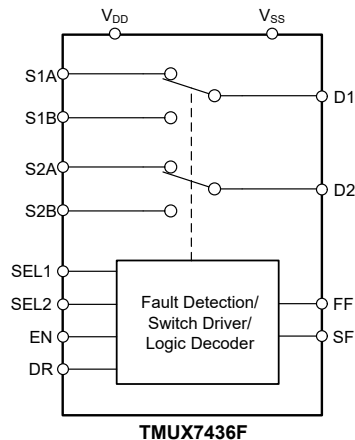 VDD
VSS
S1A
S1B
S2A
S2B
D1
D2
SEL1
SEL2
EN
DR
Fault Detection/
Switch Driver/
Logic Decoder
FF
SF
TMUX7436F